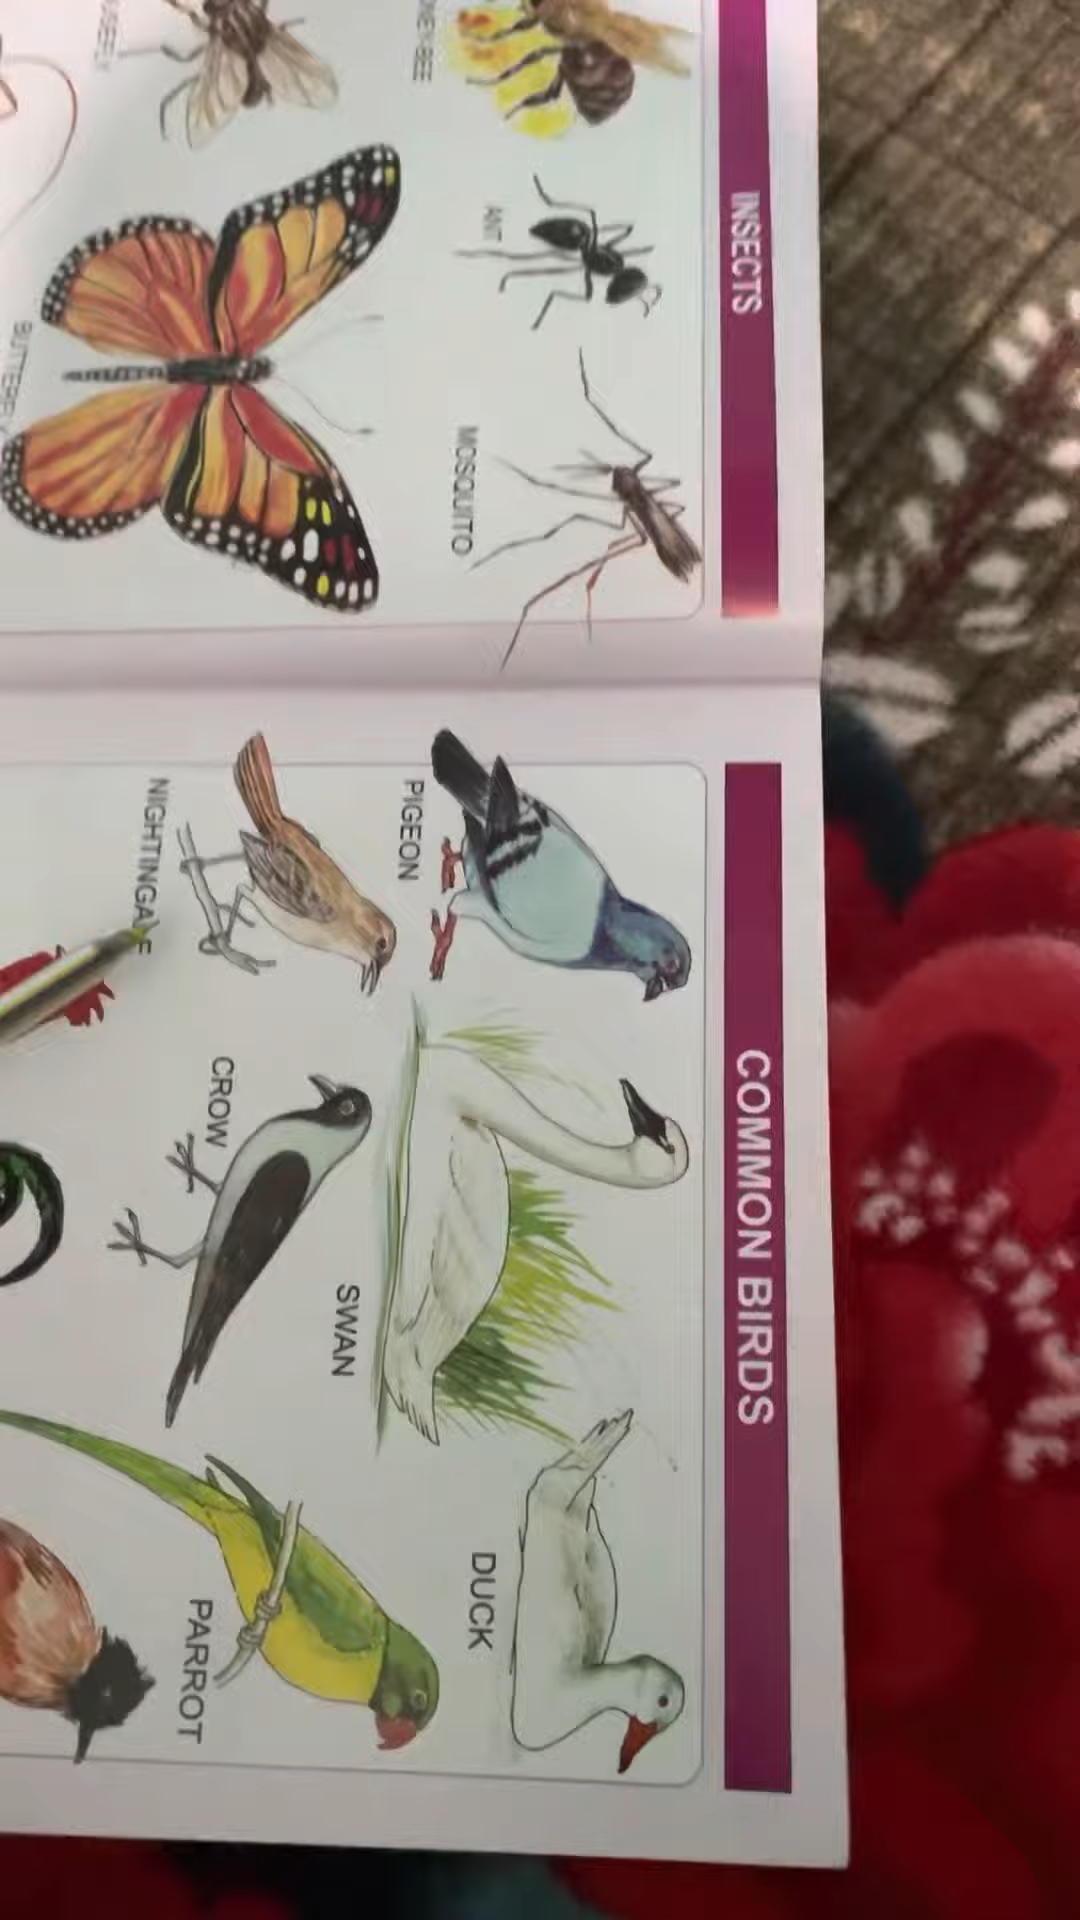 INSECTS
ANT
MOSQUITO
COMMON BIRDS
PIGEON
SWAN
DUCK
NIGHTINGALE
CROW
PARROT